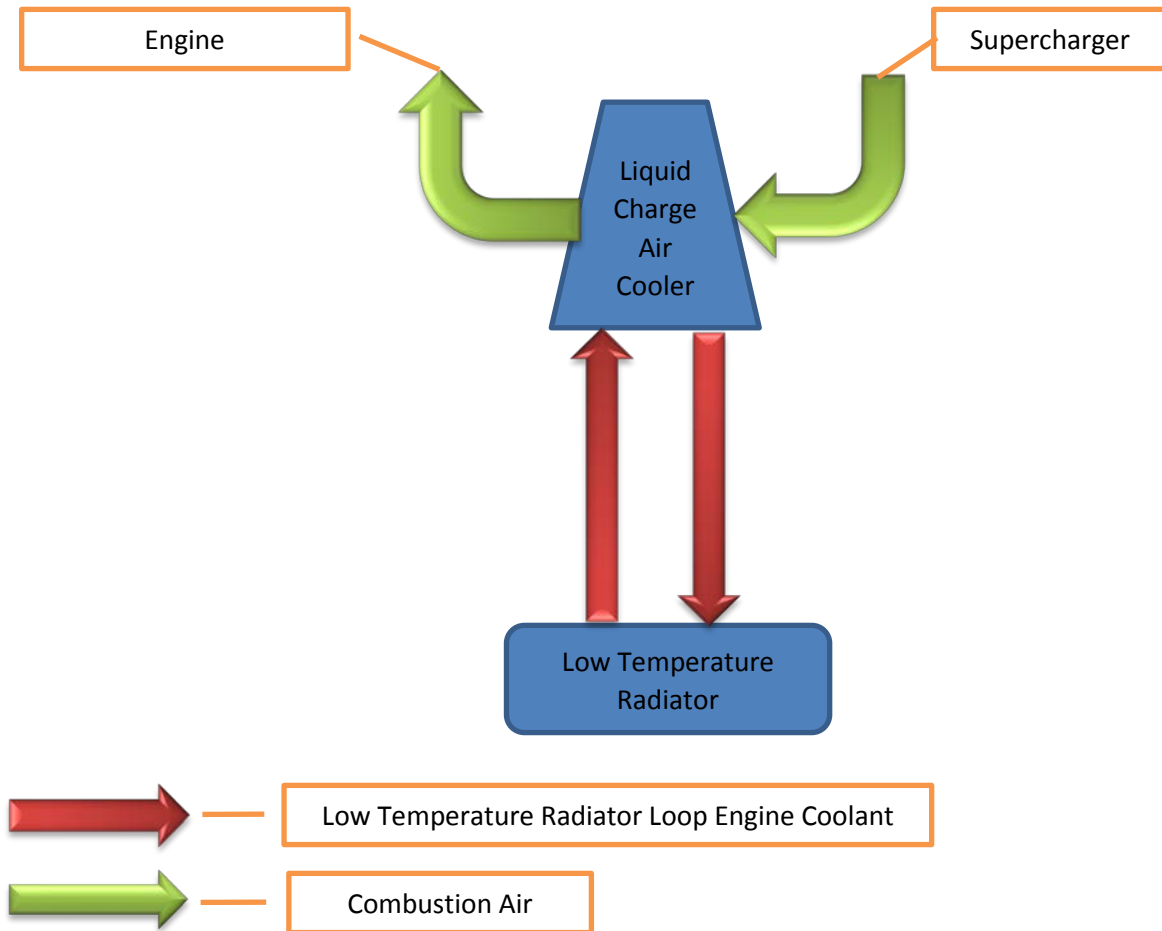 Engine
Supercharger
Liquid
Charge
Air
Cooler
Low Temperature
Radiator
Low Temperature Radiator Loop Engine Coolant
Combustion Air